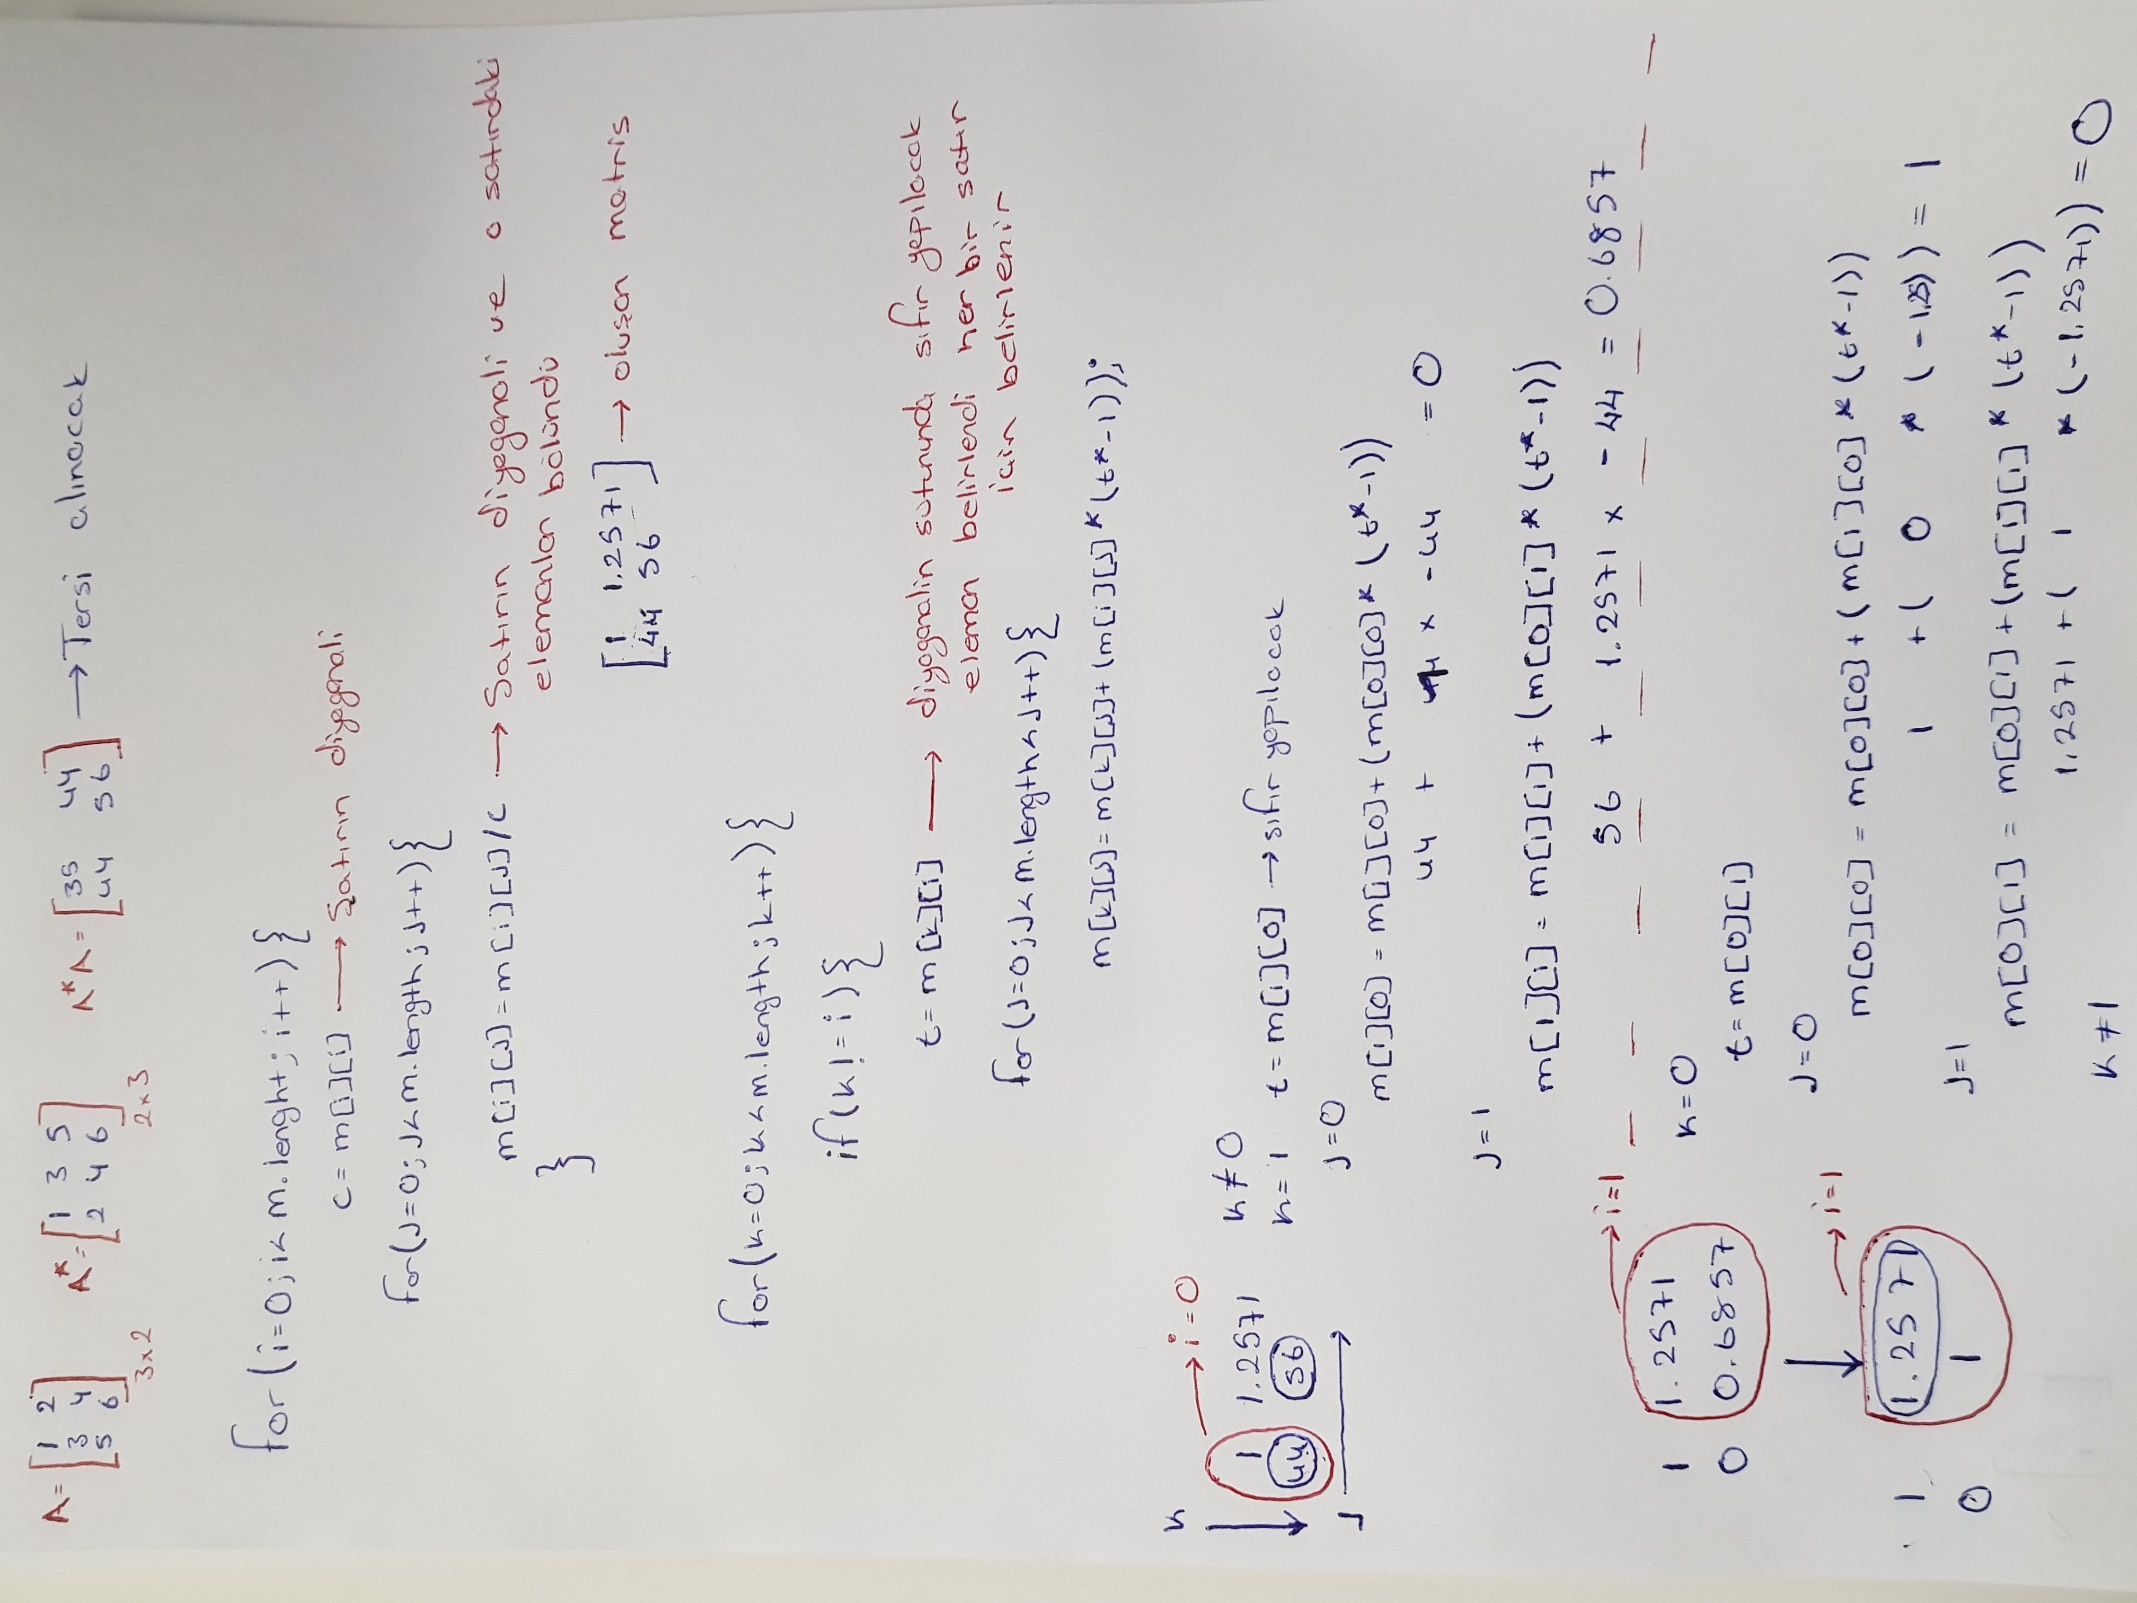 A = [1 2 3 4 5 6] 3x2 A* = [1 3 5 2 4 6] 2x3 A*A = [35 44 44 56] → Tersi alınacak
for(i=0;i<m.lenght;i++){
c = m[i][i] → Satırın diyagonali
for(J=0;J<m.length;J++){
m[i][J]=m[i][J]/c → Satırın diyagonali ve o satırdaki
elemanları bölündü
}
[1 1.2571
44 56] → oluşan matris
for(k=0;k<m.length;k++){
if(k!=i){
t=m[k][i] → diyagonalin sütununda sıfır yapılacak
eleman belirlendi her bir satır
için belirlenir
for(J=0;J<m.length;J++){
m[k][J]=m[k][J]+(m[i][J]*(t*-1));
k
→ i=0
1 1.2571
44 56
J
k≠0
k=1 t=m[1][0] → sıfır yapılacak
J=0
m[1][0]=m[1][0]+(m[0][0]*(t*-1))
44 + 44 x -44 = 0
J=1
m[1][1]=m[1][1]+(m[0][1]*(t*-1))
56 + 1.2571 x -44 = 0.6857
→ i=1
1 1.2571
0 0.6857
k=0
t=m[0][1]
→ i=1
1 1.2571
0 1
J=0
m[0][0]=m[0][0]+(m[1][0]*(t*-1))
1 +( 0 *(-1.25))=1
J=1
m[0][1]=m[0][1]+(m[1][1]*(t*-1))
1.2571+( 1 *(-1.2571))=0
k≠1